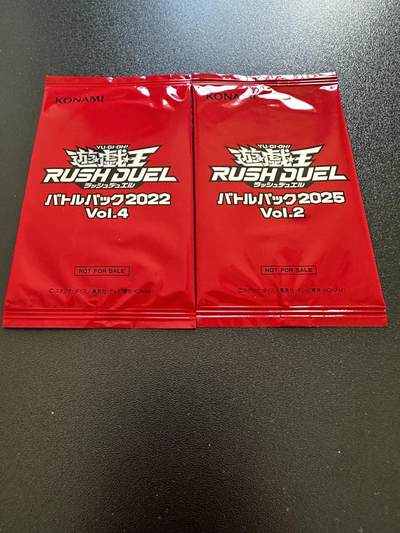 KONAMI
YU-GI-OH!
遊戯王
RUSH DUEL
ラッシュデュエル
バトルパック2022
Vol.4
NOT FOR SALE
KONAMI
YU-GI-OH!
遊戯王
RUSH DUEL
ラッシュデュエル
バトルパック2025
Vol.2
NOT FOR SALE